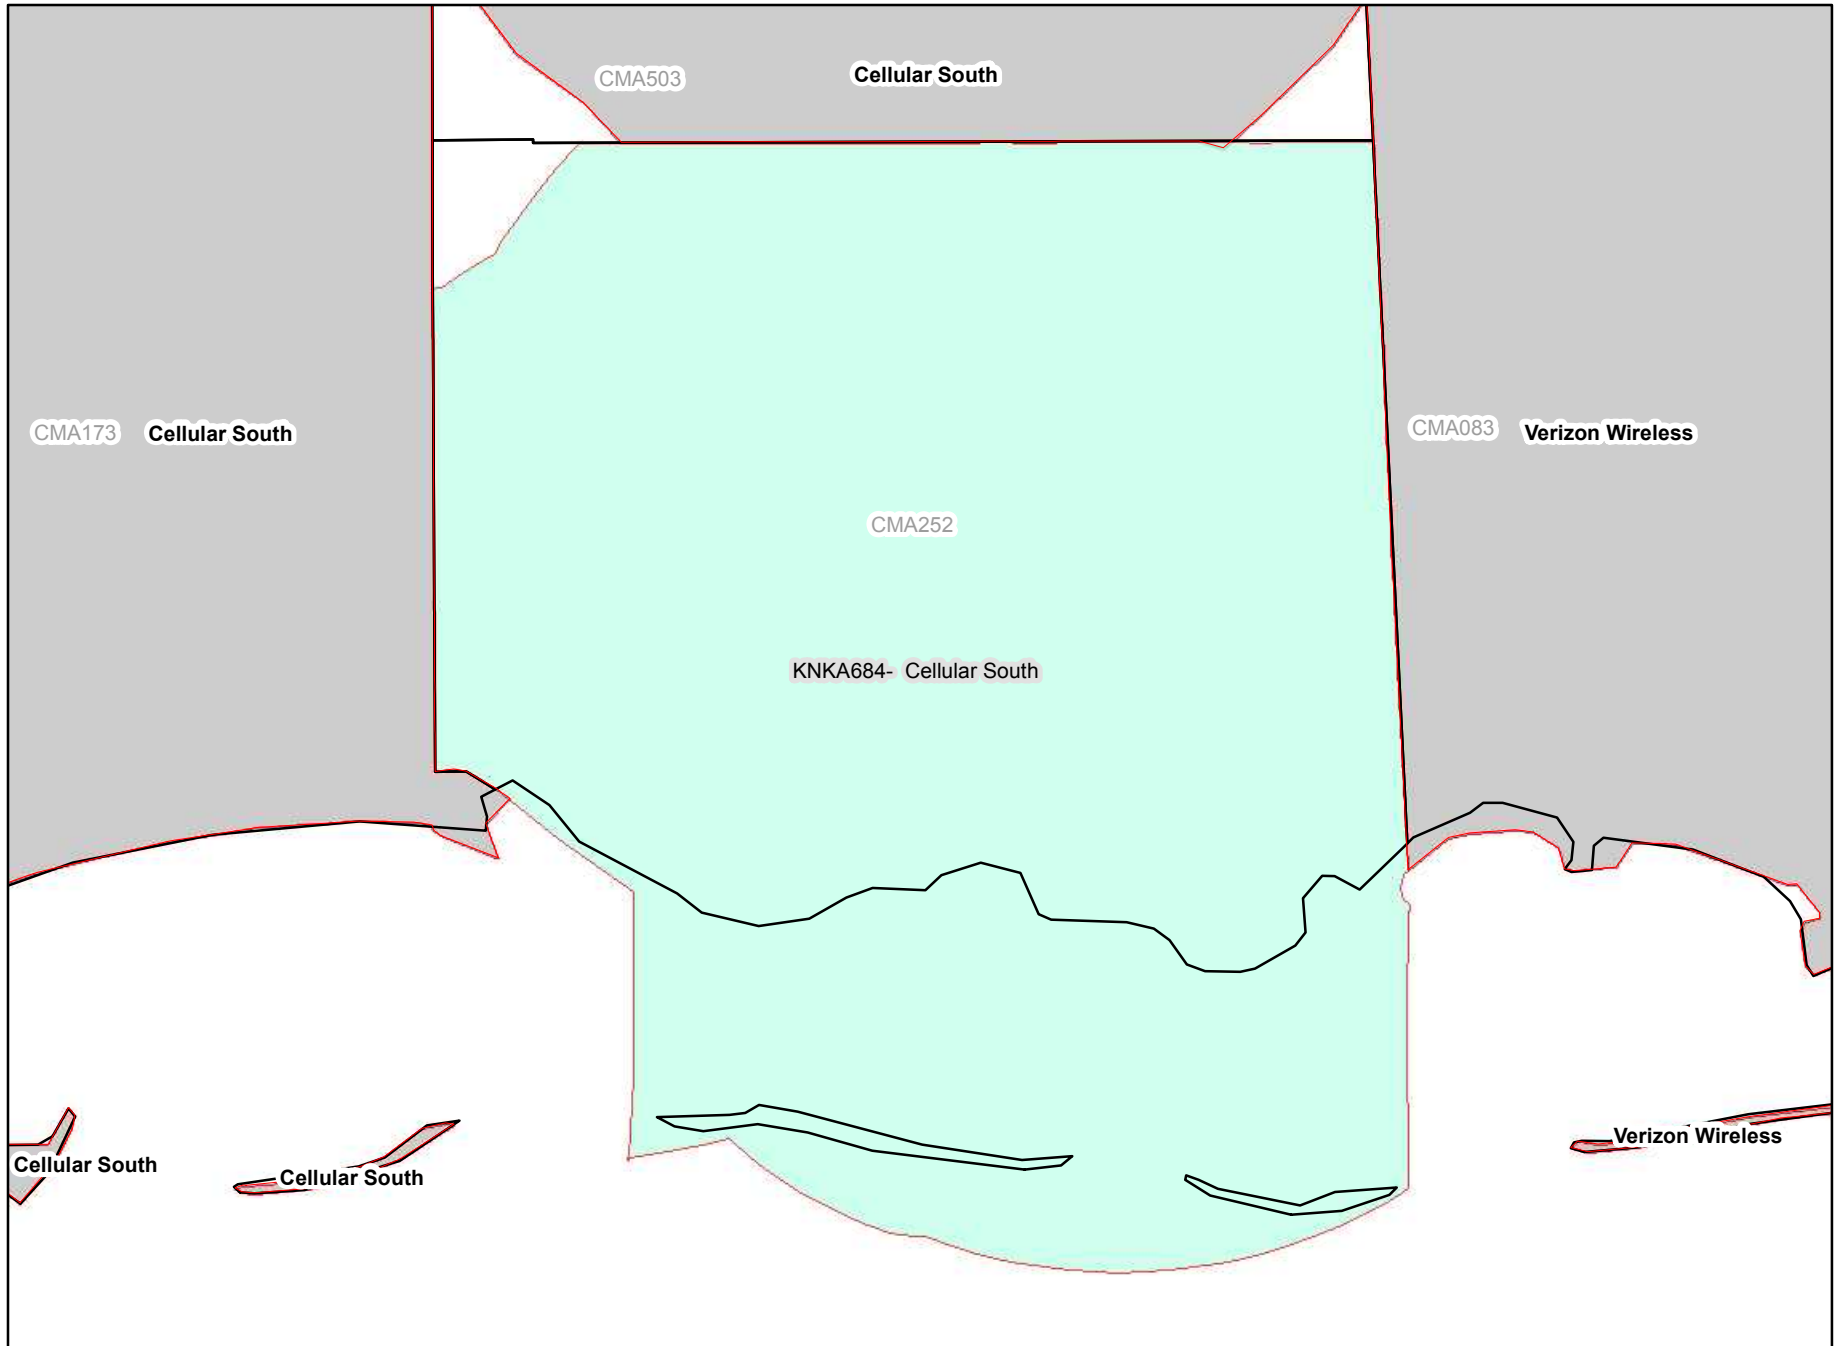 CMA503 Cellular South
CMA173 Cellular South
CMA083 Verizon Wireless
CMA252
KNKA684- Cellular South
Verizon Wireless
Cellular South
Cellular South